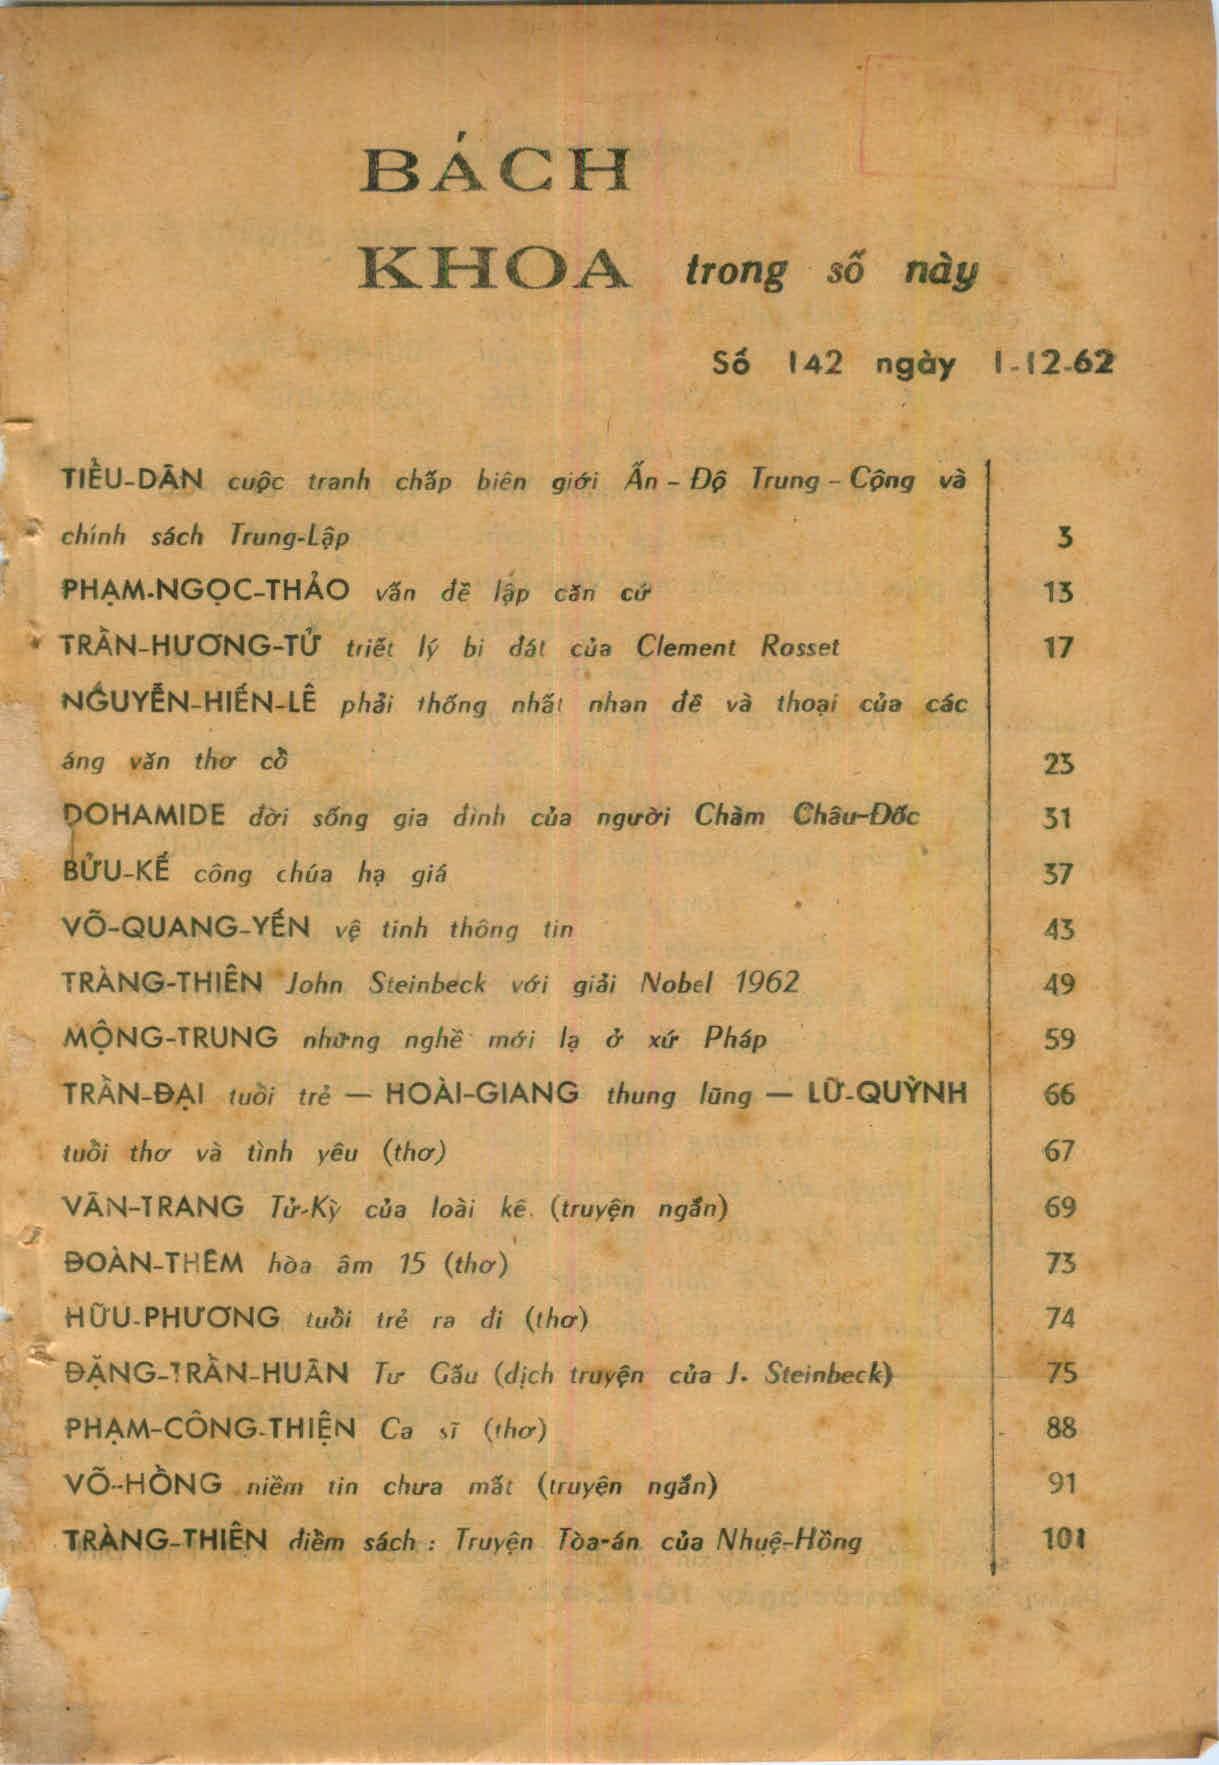 BÁCH
KHOA trong số này
Số 142 ngày 1-12-62
TIỂU-DÂN cuộc tranh chấp biên giới Ấn - Độ Trung - Cộng và
chính sách Trung-Lập 3
PHẠM-NGỌC-THẢO vấn đề lập căn cứ 13
TRẦN-HƯƠNG-TỬ triết lý bi đát của Clement Rosset 17
NGUYỄN-HIẾN-LÊ phải thống nhất nhan đề và thoại của các
áng văn thơ cổ 23
DOHAMIDE đời sống gia đình của người Chàm Châu-Đốc 31
BỬU-KẾ công chúa hạ giá 37
VÕ-QUANG-YẾN vệ tinh thông tin 43
TRÀNG-THIÊN John Steinbeck với giải Nobel 1962 49
MỘNG-TRUNG những nghề mới lạ ở xứ Pháp 59
TRẦN-ĐẠI tuổi trẻ — HOÀI-GIANG thung lũng — LỮ-QUỲNH 66
tuổi thơ và tình yêu (thơ) 67
VÂN-TRANG Tử-Kỳ của loài kê (truyện ngắn) 69
ĐOÀN-THÊM hòa âm 15 (thơ) 73
HỮU-PHƯƠNG tuổi trẻ ra đi (thơ) 74
ĐẶNG-TRẦN-HUÂN Tư Gấu (dịch truyện của J. Steinbeck) 75
PHẠM-CÔNG-THIỆN Ca sĩ (thơ) 88
VÕ-HỒNG niềm tin chưa mất (truyện ngắn) 91
TRÀNG-THIÊN điểm sách : Truyện Tòa-án của Nhuệ-Hồng 101